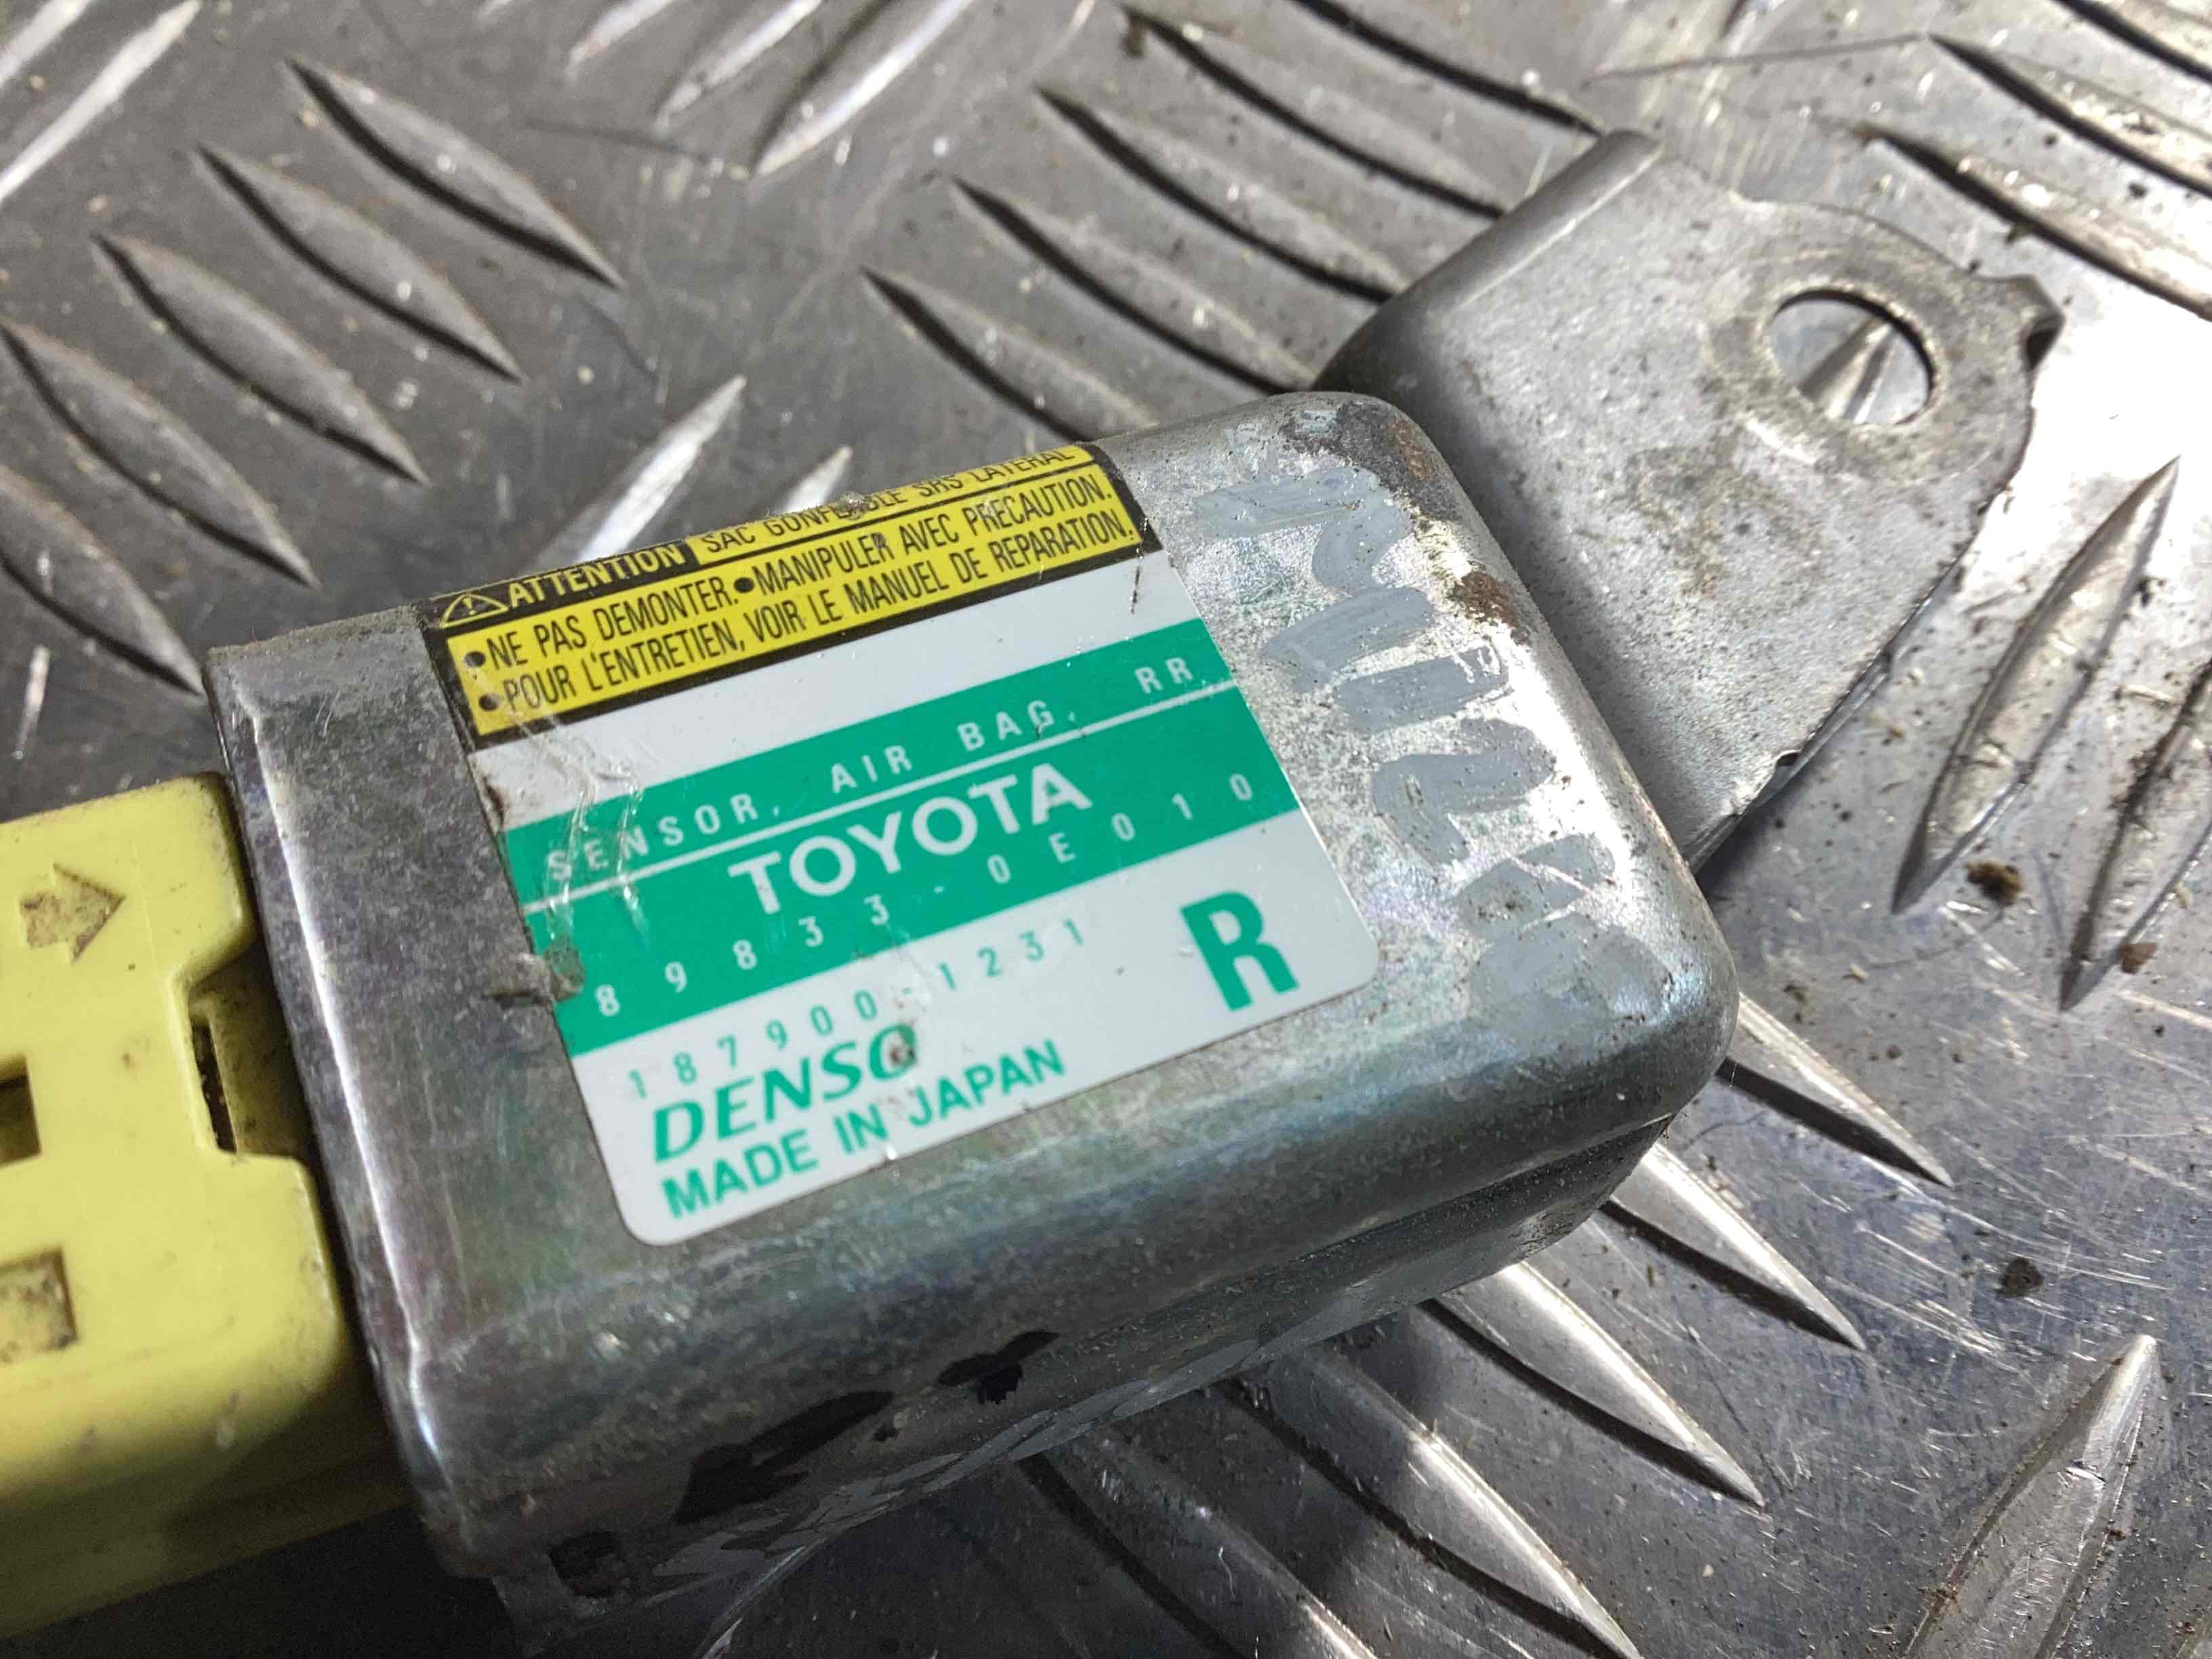 ATTENTION SAC GONFLABLE SRS LATERAL
•NE PAS DEMONTER.•MANIPULER AVEC PRECAUTION.
•POUR L'ENTRETIEN, VOIR LE MANUEL DE REPARATION.
SENSOR, AIR BAG, RR
TOYOTA
89833-0E010
187900-1231
R
DENSO
MADE IN JAPAN